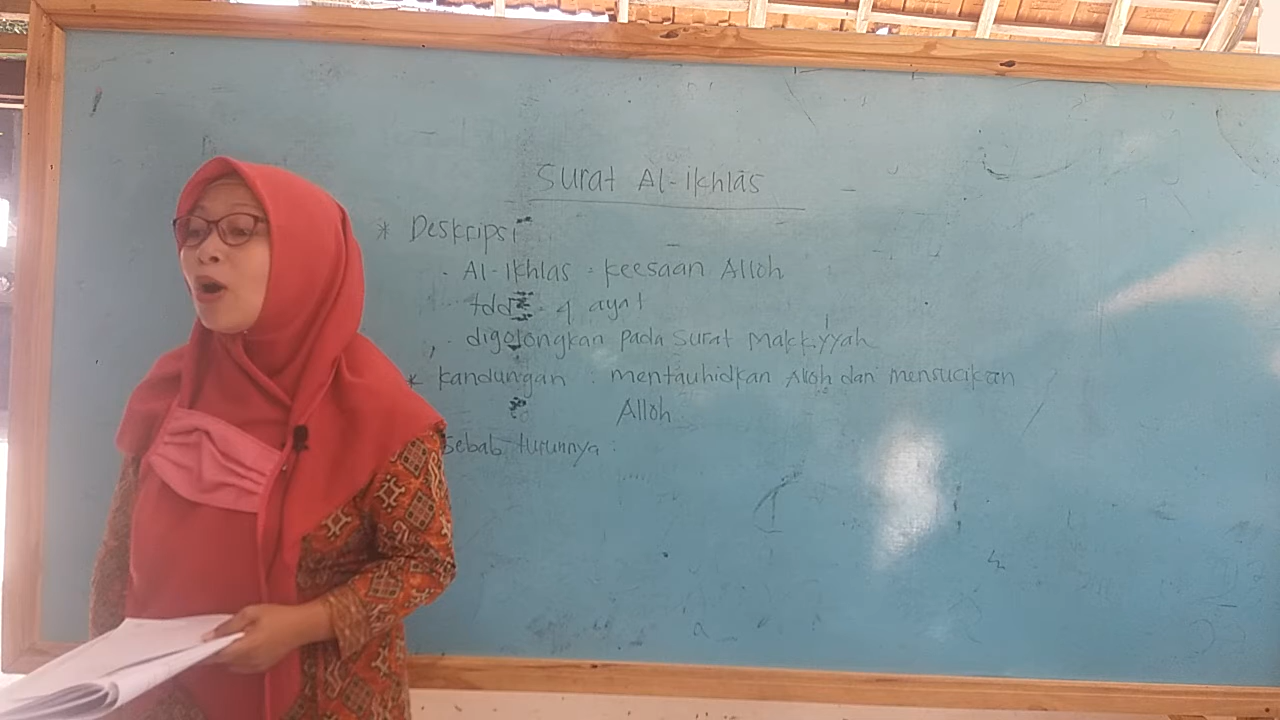 Surat Al-Ikhlas
* Deskripsi
- Al-Ikhlas = keesaan Alloh
- tdd - 4 ayat
- digolongkan pada surat Makkiyyah
* Kandungan : mentauhidkan Alloh dan mensucikan
Alloh
Sebab turunnya :